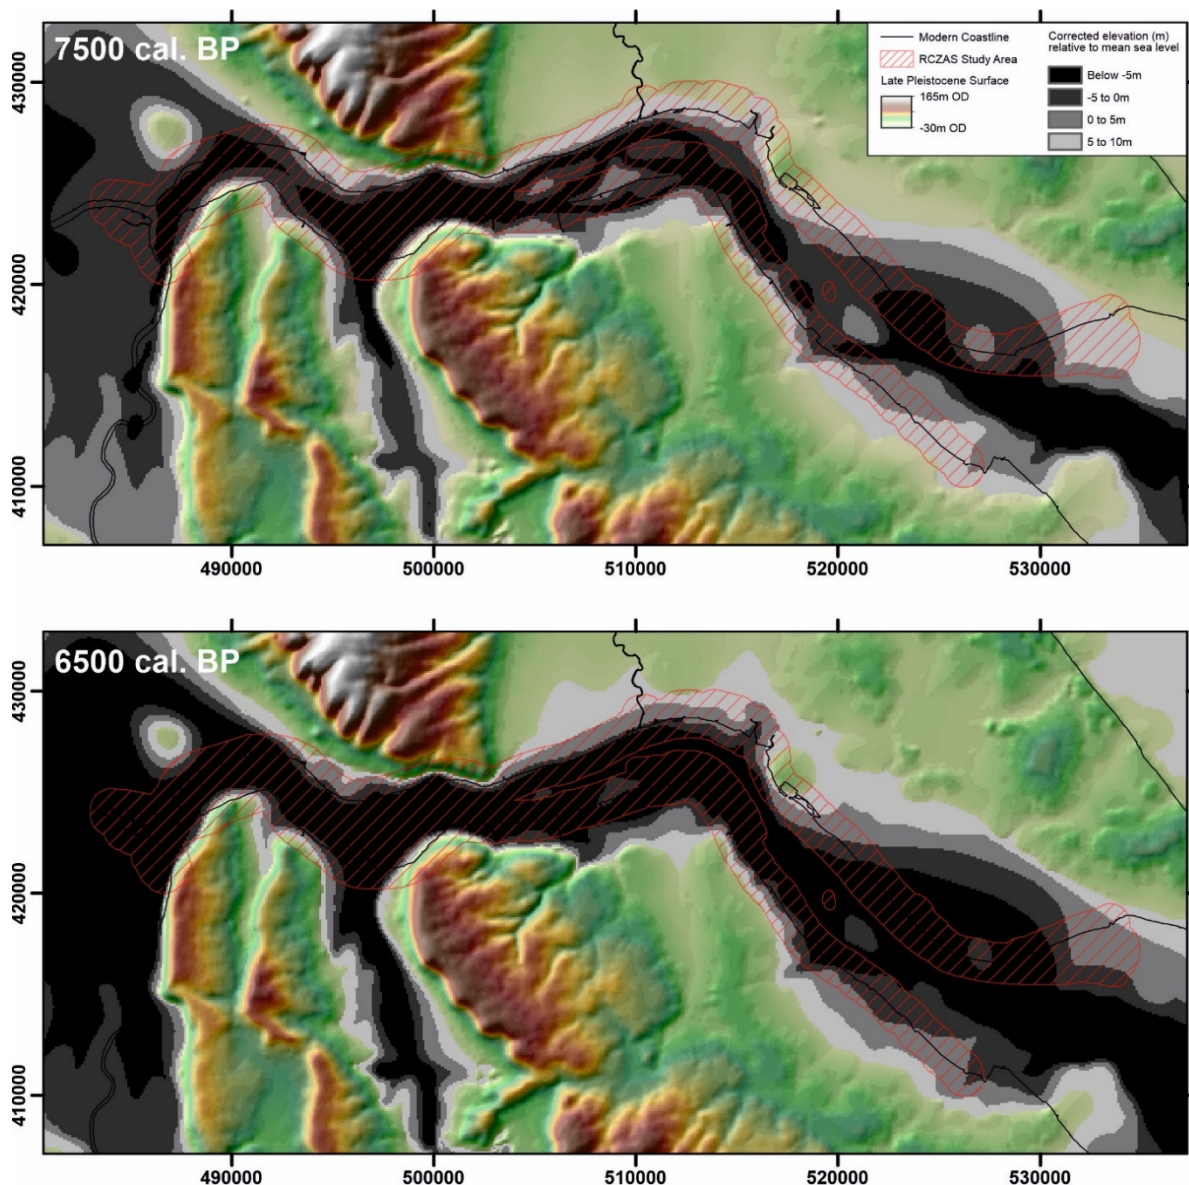 7500 cal. BP
Modern Coastline
RCZAS Study Area
Late Pleistocene Surface
165m OD
-30m OD
Corrected elevation (m)
relative to mean sea level
Below -5m
-5 to 0m
0 to 5m
5 to 10m
430000
420000
410000
490000
500000
510000
520000
530000
6500 cal. BP
430000
420000
410000
490000
500000
510000
520000
530000